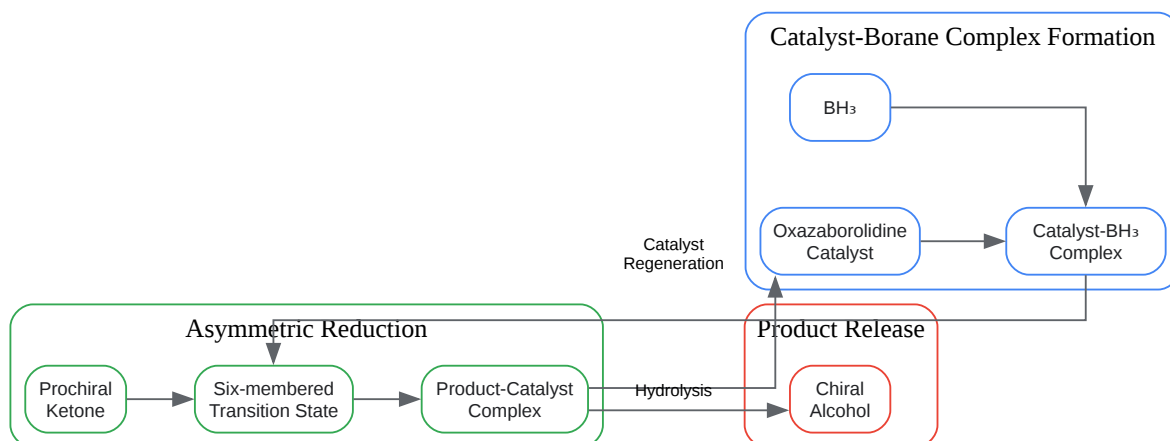 Catalyst-Borane Complex Formation
BH₃
Oxazaborolidine
Catalyst
Catalyst-BH₃
Complex
Catalyst
Regeneration
Asymmetric Reduction
Product Release
Prochiral
Ketone
Six-membered
Transition State
Product-Catalyst
Complex
Hydrolysis
Chiral
Alcohol